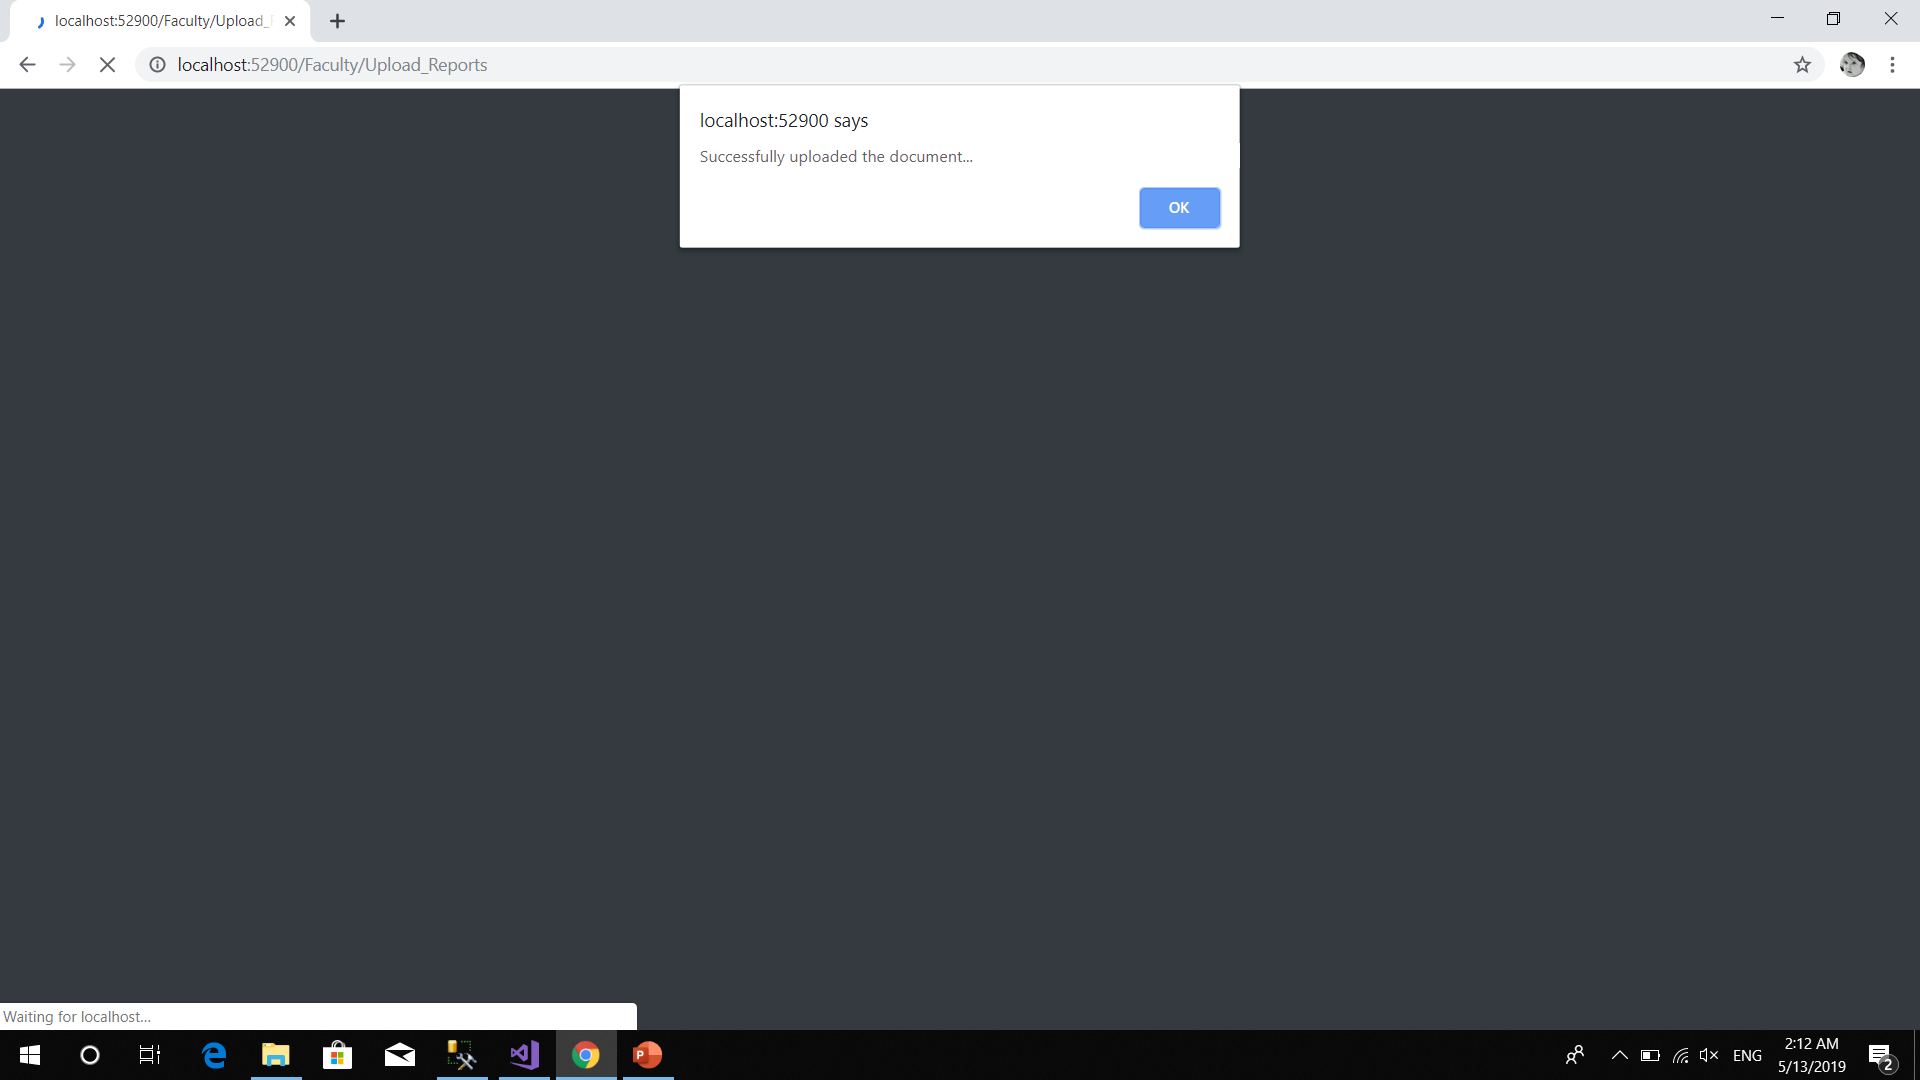 localhost:52900/Faculty/Upload_
localhost:52900/Faculty/Upload_Reports
localhost:52900 says
Successfully uploaded the document...
OK
Waiting for localhost...
ENG
2:12 AM
5/13/2019
2